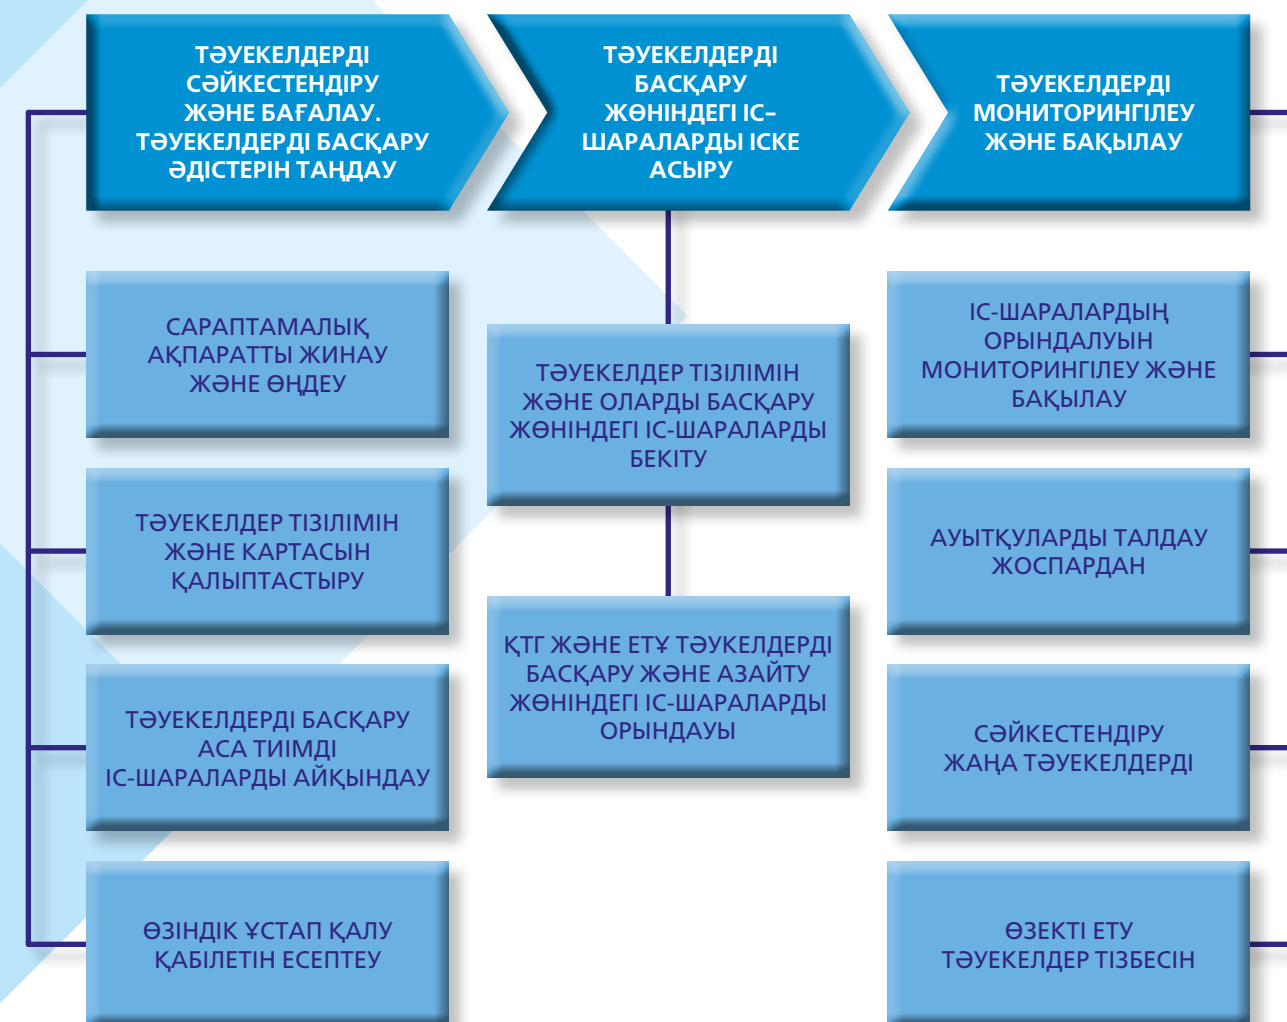 ТӘУЕКЕЛДЕРДІ
СӘЙКЕСТЕНДІРУ
ЖӘНЕ БАҒАЛАУ.
ТӘУЕКЕЛДЕРДІ БАСҚАРУ
ӘДІСТЕРІН ТАҢДАУ
ТӘУЕКЕЛДЕРДІ
БАСҚАРУ
ЖӨНІНДЕГІ ІС–
ШАРАЛАРДЫ ІСКЕ
АСЫРУ
ТӘУЕКЕЛДЕРДІ
МОНИТОРИНГІЛЕУ
ЖӘНЕ БАҚЫЛАУ
САРАПТАМАЛЫҚ
АҚПАРАТТЫ ЖИНАУ
ЖӘНЕ ӨҢДЕУ
ТӘУЕКЕЛДЕР ТІЗІЛІМІН
ЖӘНЕ КАРТАСЫН
ҚАЛЫПТАСТЫРУ
ТӘУЕКЕЛДЕРДІ БАСҚАРУ
АСА ТИІМДІ
ІС-ШАРАЛАРДЫ АЙҚЫНДАУ
ӨЗІНДІК ҰСТАП ҚАЛУ
ҚАБІЛЕТІН ЕСЕПТЕУ
ТӘУЕКЕЛДЕР ТІЗІЛІМІН
ЖӘНЕ ОЛАРДЫ БАСҚАРУ
ЖӨНІНДЕГІ ІС-ШАРАЛАРДЫ
БЕКІТУ
ҚТГ ЖӘНЕ ЕТҰ ТӘУКЕЛДЕРДІ
БАСҚАРУ ЖӘНЕ АЗАЙТУ
ЖӨНІНДЕГІ ІС-ШАРАЛАРДЫ
ОРЫНДАУЫ
ІС-ШАРАЛАРДЫҢ
ОРЫНДАЛУЫН
МОНИТОРИНГІЛЕУ ЖӘНЕ
БАҚЫЛАУ
АУЫТҚУЛАРДЫ ТАЛДАУ
ЖОСПАРДАН
СӘЙКЕСТЕНДІРУ
ЖАҢА ТӘУЕКЕЛДЕРДІ
ӨЗЕКТІ ЕТУ
ТӘУЕКЕЛДЕР ТІЗБЕСІН